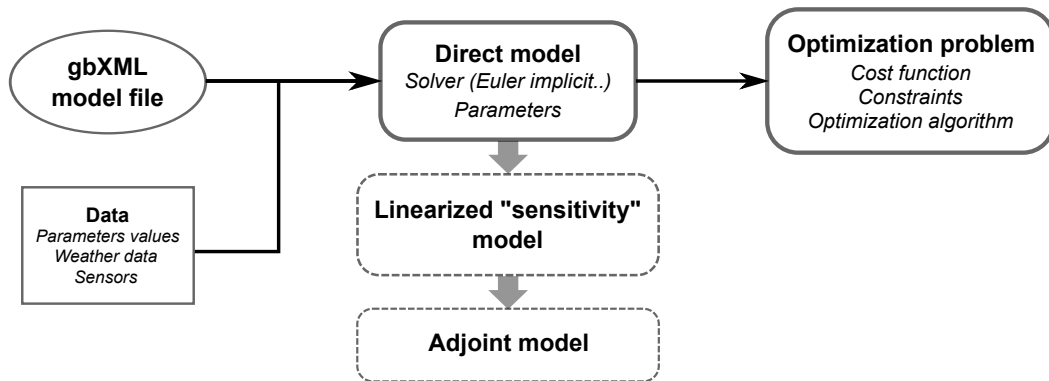 gbXML
model file
Data
Parameters values
Weather data
Sensors
Direct model
Solver (Euler implicit..)
Parameters
Linearized "sensitivity"
model
Adjoint model
Optimization problem
Cost function
Constraints
Optimization algorithm